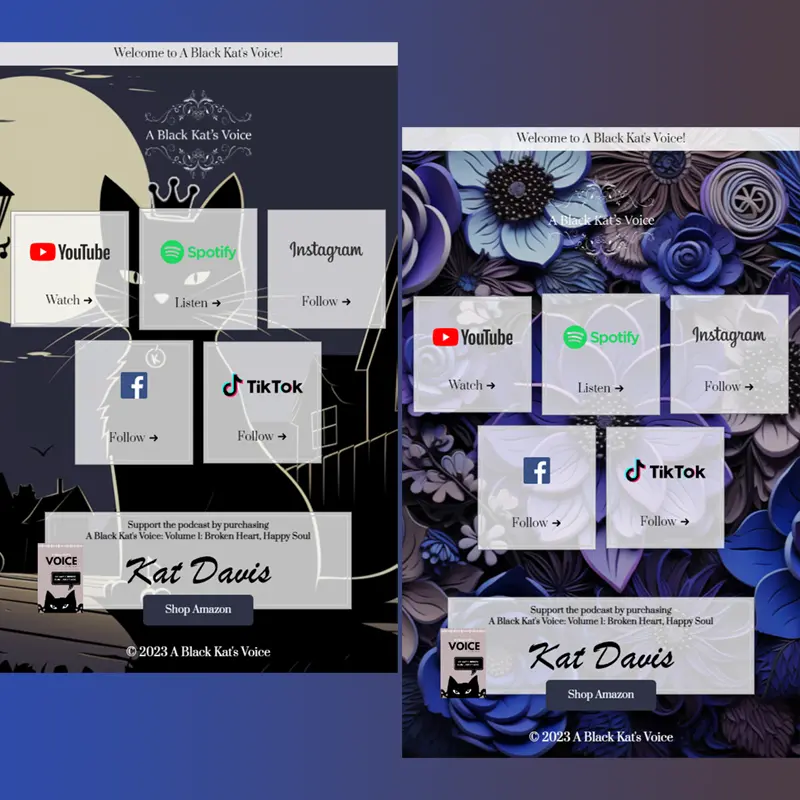 Welcome to A Black Kat's Voice!
A Black Kat's Voice
YouTube
Watch ➔
Spotify
Listen ➔
Instagram
Follow ➔
f
Follow ➔
TikTok
Follow ➔
Support the podcast by purchasing
A Black Kat's Voice: Volume 1: Broken Heart, Happy Soul
VOICE
Kat Davis
Shop Amazon
© 2023 A Black Kat's Voice
Welcome to A Black Kat's Voice!
A Black Kat's Voice
YouTube
Watch ➔
Spotify
Listen ➔
Instagram
Follow ➔
f
Follow ➔
TikTok
Follow ➔
Support the podcast by purchasing
A Black Kat's Voice: Volume 1: Broken Heart, Happy Soul
VOICE
Kat Davis
Shop Amazon
© 2023 A Black Kat's Voice